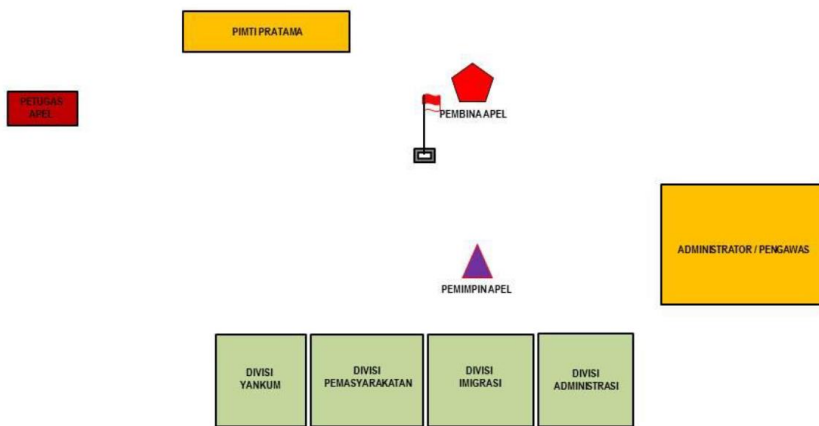 PIMTI PRATAMA
PETUGAS
APEL
PEMBINA APEL
ADMINISTRATOR / PENGAWAS
PEMIMPIN APEL
DIVISI
YANKUM
DIVISI
PEMASYARAKATAN
DIVISI
IMIGRASI
DIVISI
ADMINISTRASI